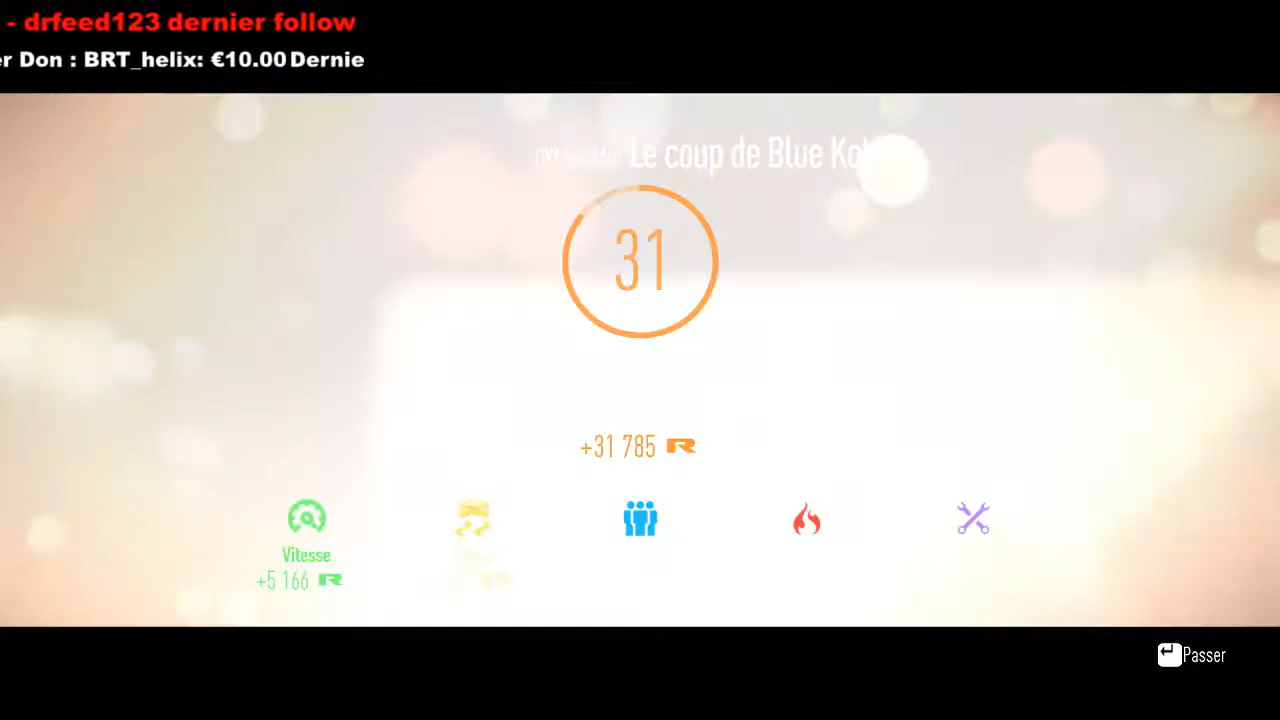 - drfeed123 dernier follow
er Don : BRT_helix: €10.00 Dernie
Le coup de Blue
31
+31 785 R
Vitesse
+5 166 R
Passer